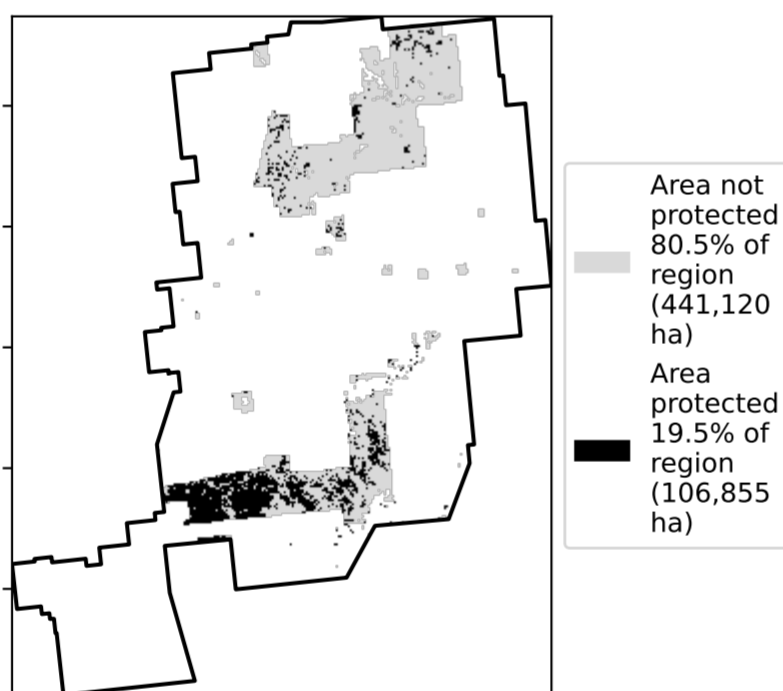 Area not
protected
80.5% of
region
(441,120
ha)
Area
protected
19.5% of
region
(106,855
ha)